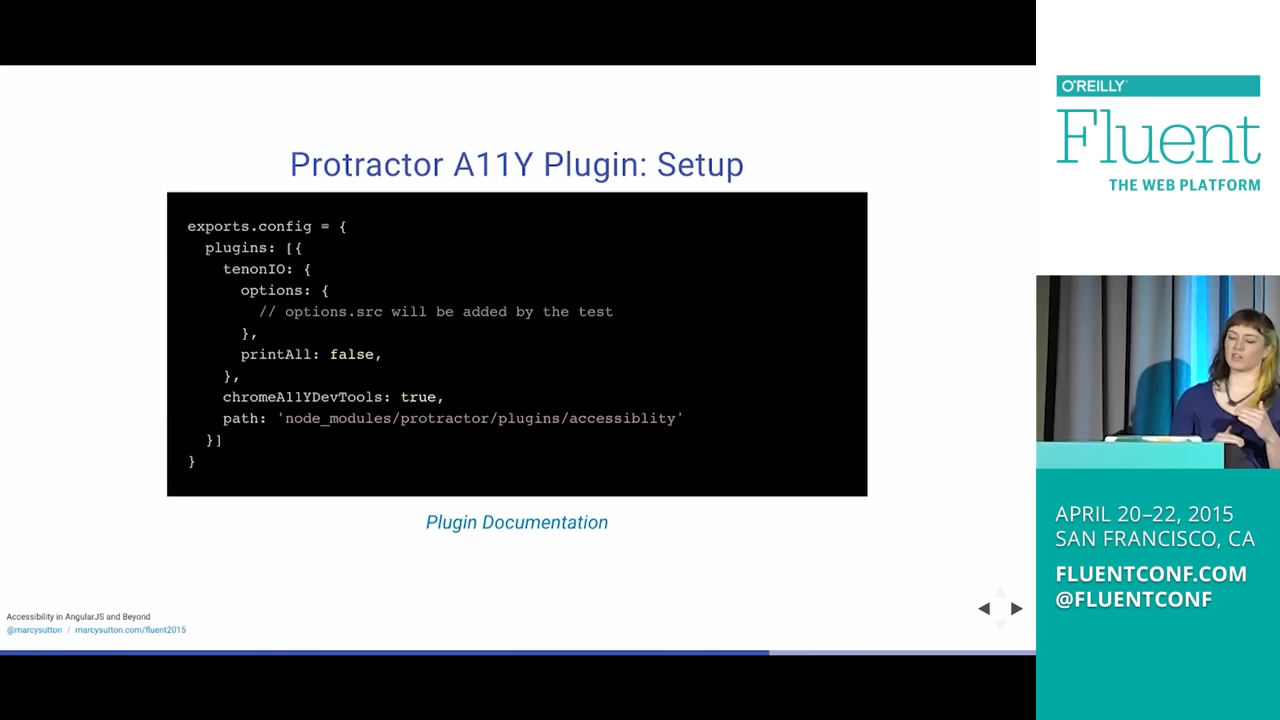 Protractor A11Y Plugin: Setup
exports.config = {
plugins: [{
tenonIO: {
options: {
// options.src will be added by the test
},
printAll: false,
},
chromeA11YDevTools: true,
path: 'node_modules/protractor/plugins/accessiblity'
}]
}
Plugin Documentation
Accessibility in AngularJS and Beyond
@marcysutton / marcysutton.com/fluent2015
O'REILLY™
Fluent
THE WEB PLATFORM
APRIL 20–22, 2015
SAN FRANCISCO, CA
FLUENTCONF.COM
@FLUENTCONF